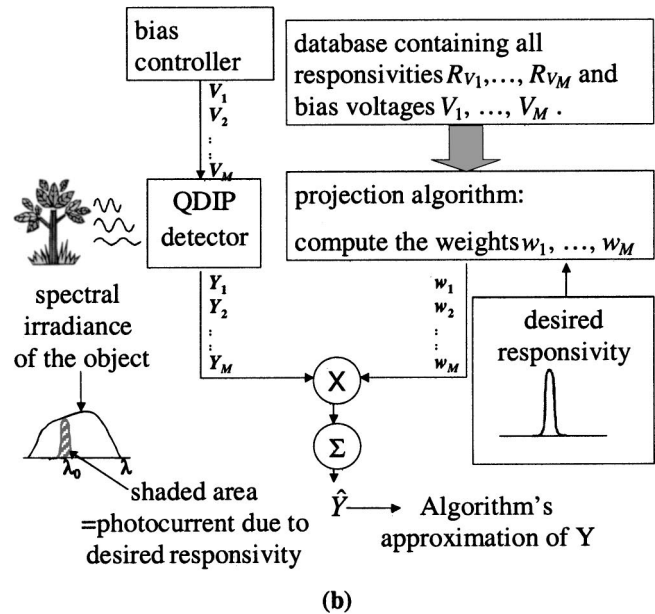 bias
controller
database containing all
responsivities R_V1,..., R_VM and
bias voltages V1, ..., VM .
V1
V2
:
:
VM
QDIP
detector
projection algorithm:
compute the weights w1, ..., wM
Y1
Y2
:
:
YM
w1
w2
:
:
wM
spectral
irradiance
of the object
desired
responsivity
X
Σ
λ0
λ
shaded area
=photocurrent due to
desired responsivity
Ŷ
Algorithm's
approximation of Y
(b)